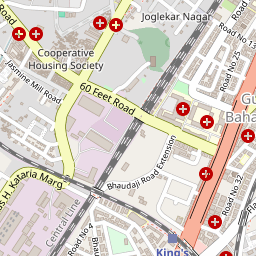 Joglekar Nagar
Cooperative
Housing Society
Jasmine Mill Road
60 Feet Road
Road No 25
Gu
Baha
Bhaudaji Road Extension
Kataria Marg
Central Line
Road No 4
Road No 32
King's